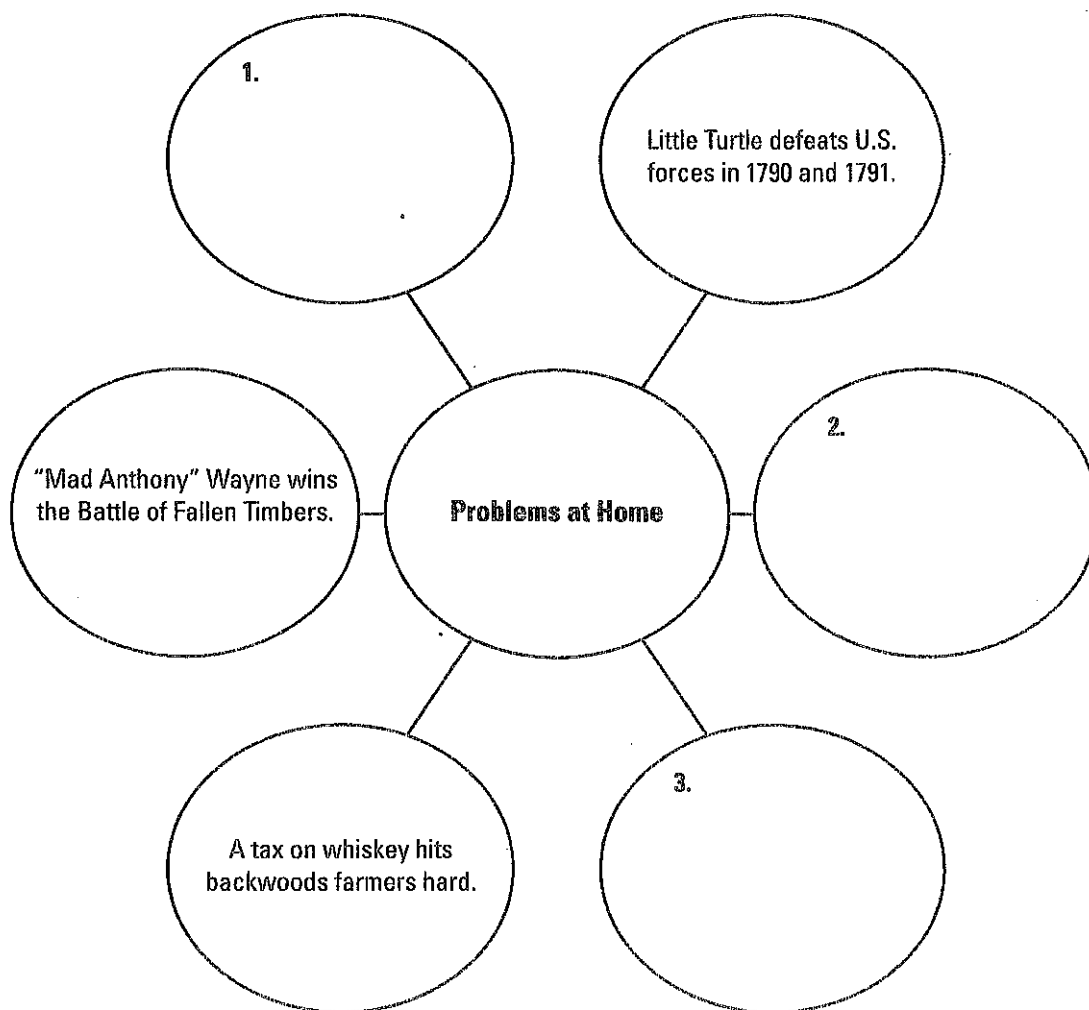 1.
Little Turtle defeats U.S.
forces in 1790 and 1791.
"Mad Anthony" Wayne wins
the Battle of Fallen Timbers.
Problems at Home
2.
A tax on whiskey hits
backwoods farmers hard.
3.